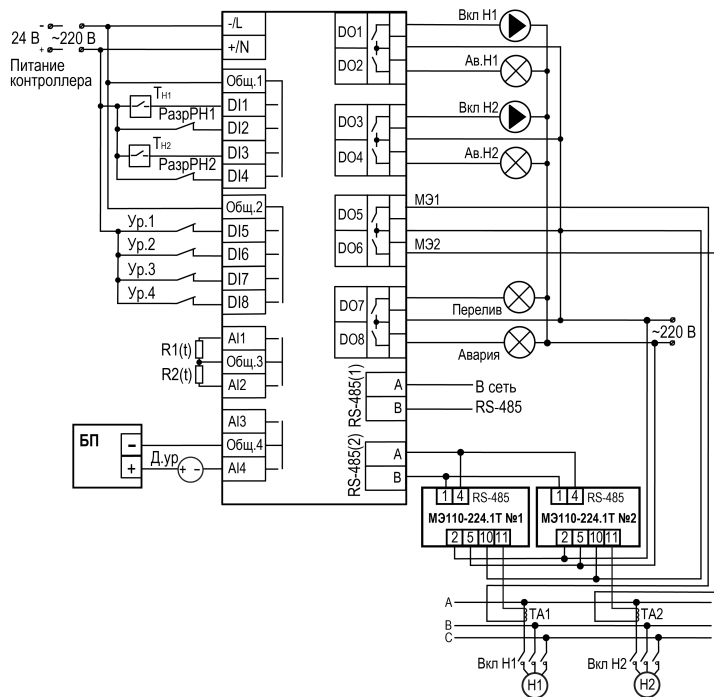 - -/L DO1 Вкл Н1
24 В ~220 В
+ +/N DO2 Ав.Н1
Питание
контроллера
Общ.1
ТН1 DI1 DO3 Вкл Н2
РазрРН1 DI2
ТН2 DI3 DO4 Ав.Н2
РазрРН2 DI4
Общ.2 DO5 МЭ1
Ур.1 DI5
Ур.2 DI6 DO6 МЭ2
Ур.3 DI7
Ур.4 DI8 DO7 Перелив
~220 В
AI1 DO8 Авария
R1(t) Общ.3
R2(t) AI2
RS-485(1) A В сеть
B RS-485
AI3
БП - Общ.4
+ Д.ур + - AI4
RS-485(2) A
B
1 4 RS-485 1 4 RS-485
МЭ110-224.1Т №1 МЭ110-224.1Т №2
2 5 10 11 2 5 10 11
A
TA1 TA2
B
C
Вкл Н1 Вкл Н2
Н1 Н2